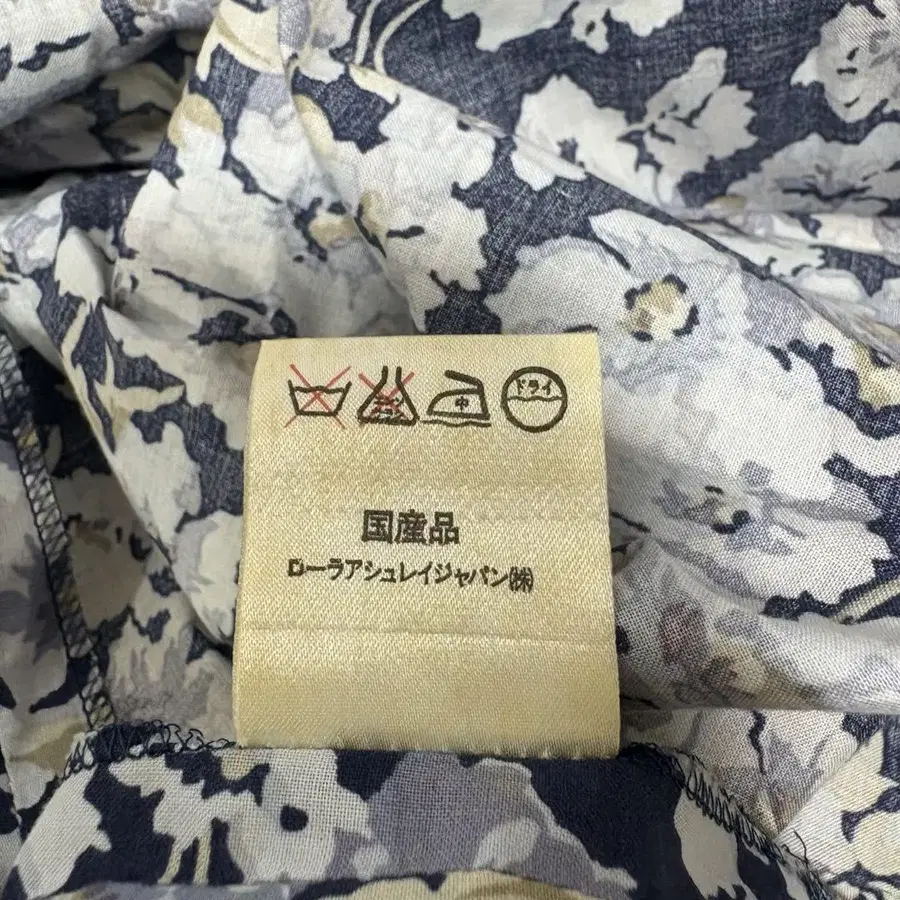 中 ドライ
国産品
ローラアシュレイジャパン㈱